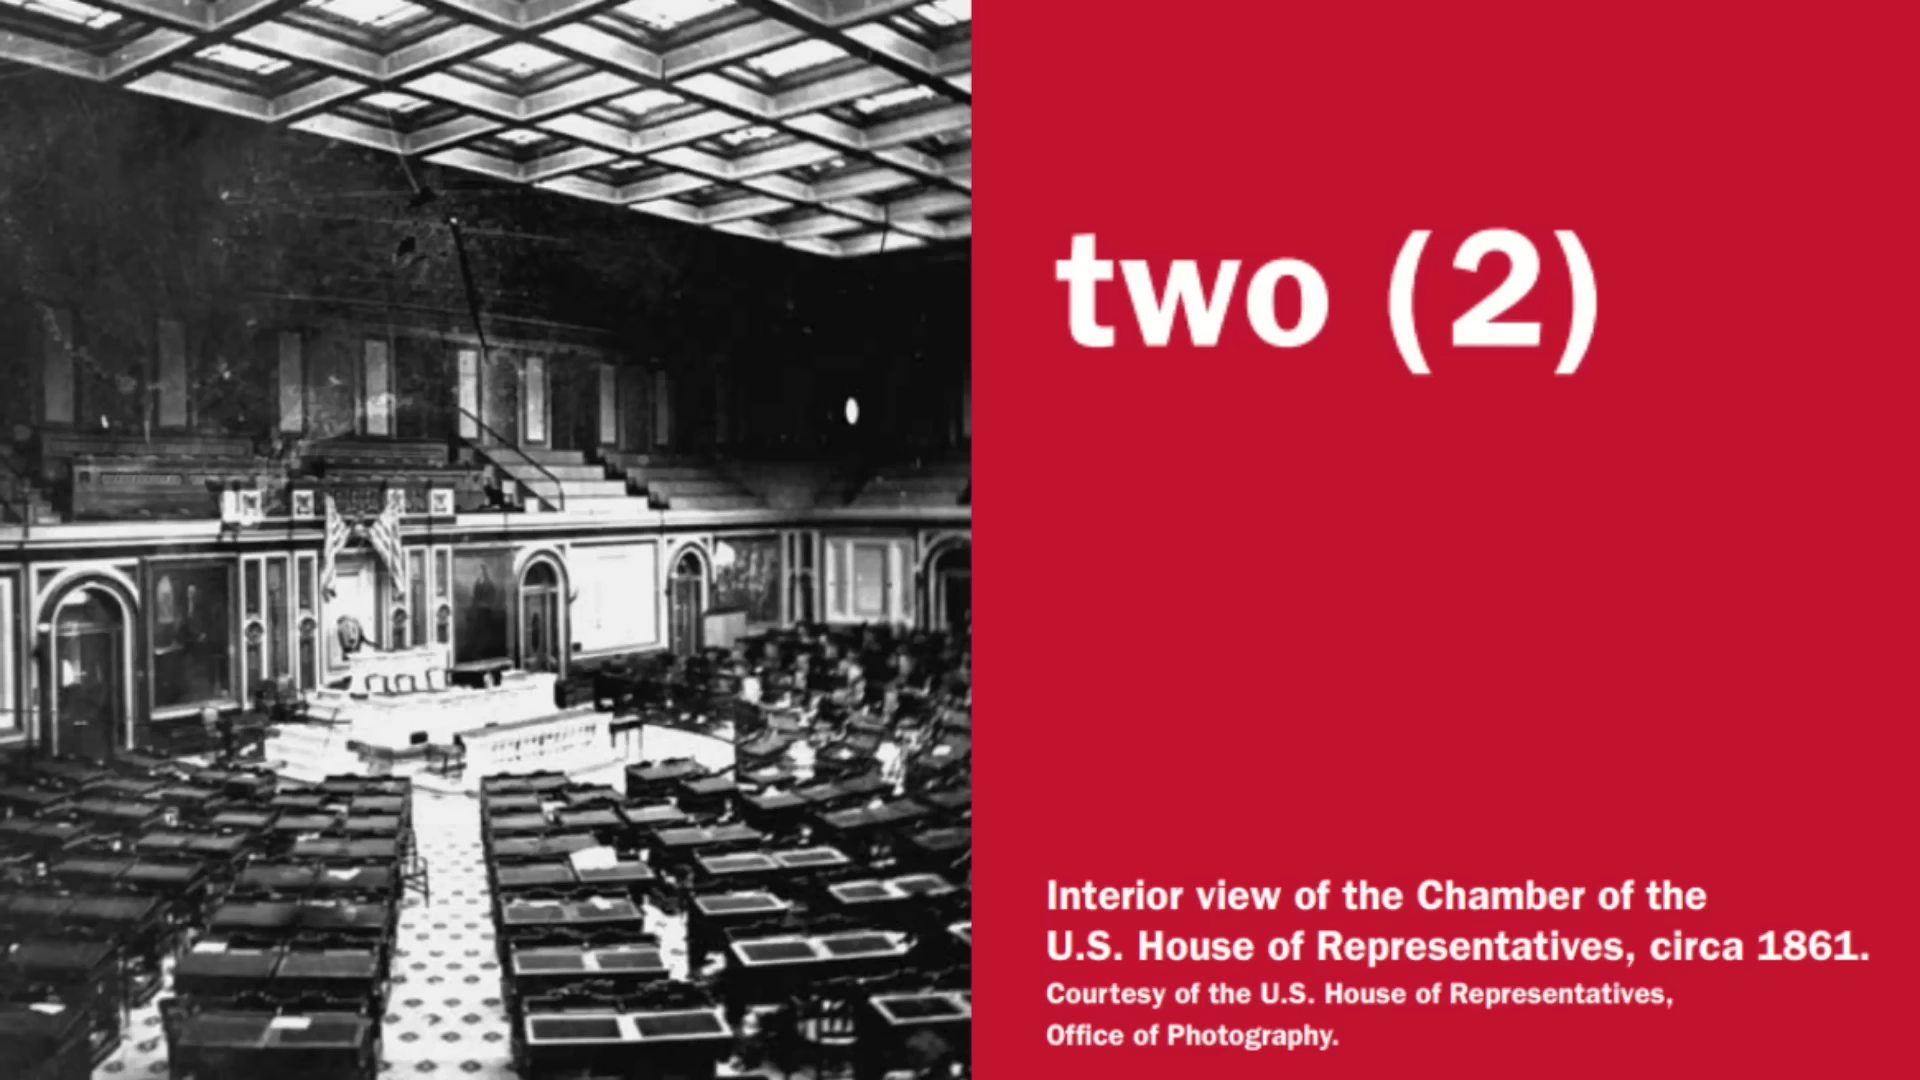 two (2)
Interior view of the Chamber of the
U.S. House of Representatives, circa 1861.
Courtesy of the U.S. House of Representatives,
Office of Photography.